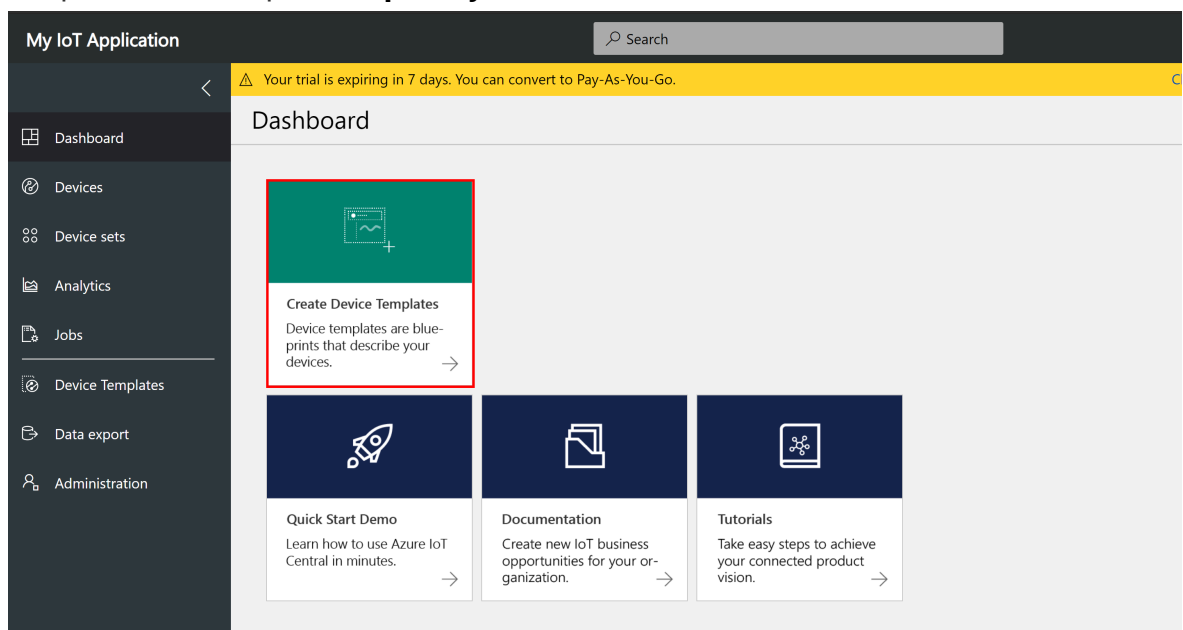 My IoT Application
Search
Your trial is expiring in 7 days. You can convert to Pay-As-You-Go.
Dashboard
Dashboard
Devices
Device sets
Analytics
Jobs
Device Templates
Data export
Administration
Create Device Templates
Device templates are blue-
prints that describe your
devices.
Quick Start Demo
Learn how to use Azure IoT
Central in minutes.
Documentation
Create new IoT business
opportunities for your or-
ganization.
Tutorials
Take easy steps to achieve
your connected product
vision.